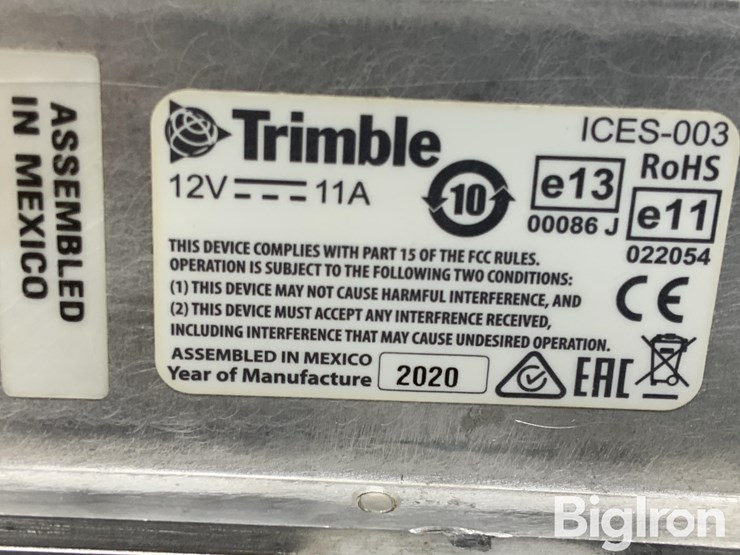 ASSEMBLED
IN MEXICO
Trimble
ICES-003
RoHS
12V 11A
10
e13
00086 J
e11
022054
THIS DEVICE COMPLIES WITH PART 15 OF THE FCC RULES.
OPERATION IS SUBJECT TO THE FOLLOWING TWO CONDITIONS:
(1) THIS DEVICE MAY NOT CAUSE HARMFUL INTERFERENCE, AND
(2) THIS DEVICE MUST ACCEPT ANY INTERFRENCE RECEIVED,
INCLUDING INTERFERENCE THAT MAY CAUSE UNDESIRED OPERATION.
CE
ASSEMBLED IN MEXICO
Year of Manufacture 2020
EAC
BigIron